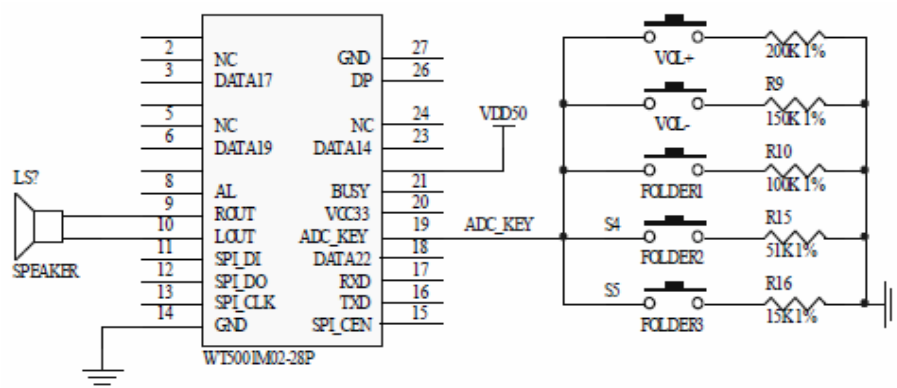 2
3
5
6
8
9
10
11
12
13
14
NC
DATA17
NC
DATA19
AL
ROUT
LOUT
SPI_DI
SPI_DO
SPI_CLK
GND
GND
DP
NC
DATA14
BUSY
VCC33
ADC_KEY
DATA22
RXD
TXD
SPI_CEN
27
26
24
23
21
20
19
18
17
16
15
WT5001M02-28P
LS?
SPEAKER
VDD50
ADC_KEY
VOL+
200K 1%
R9
VOL-
150K 1%
R10
FOLDER1
100K 1%
S4
R15
FOLDER2
51K 1%
S5
R16
FOLDER3
15K 1%